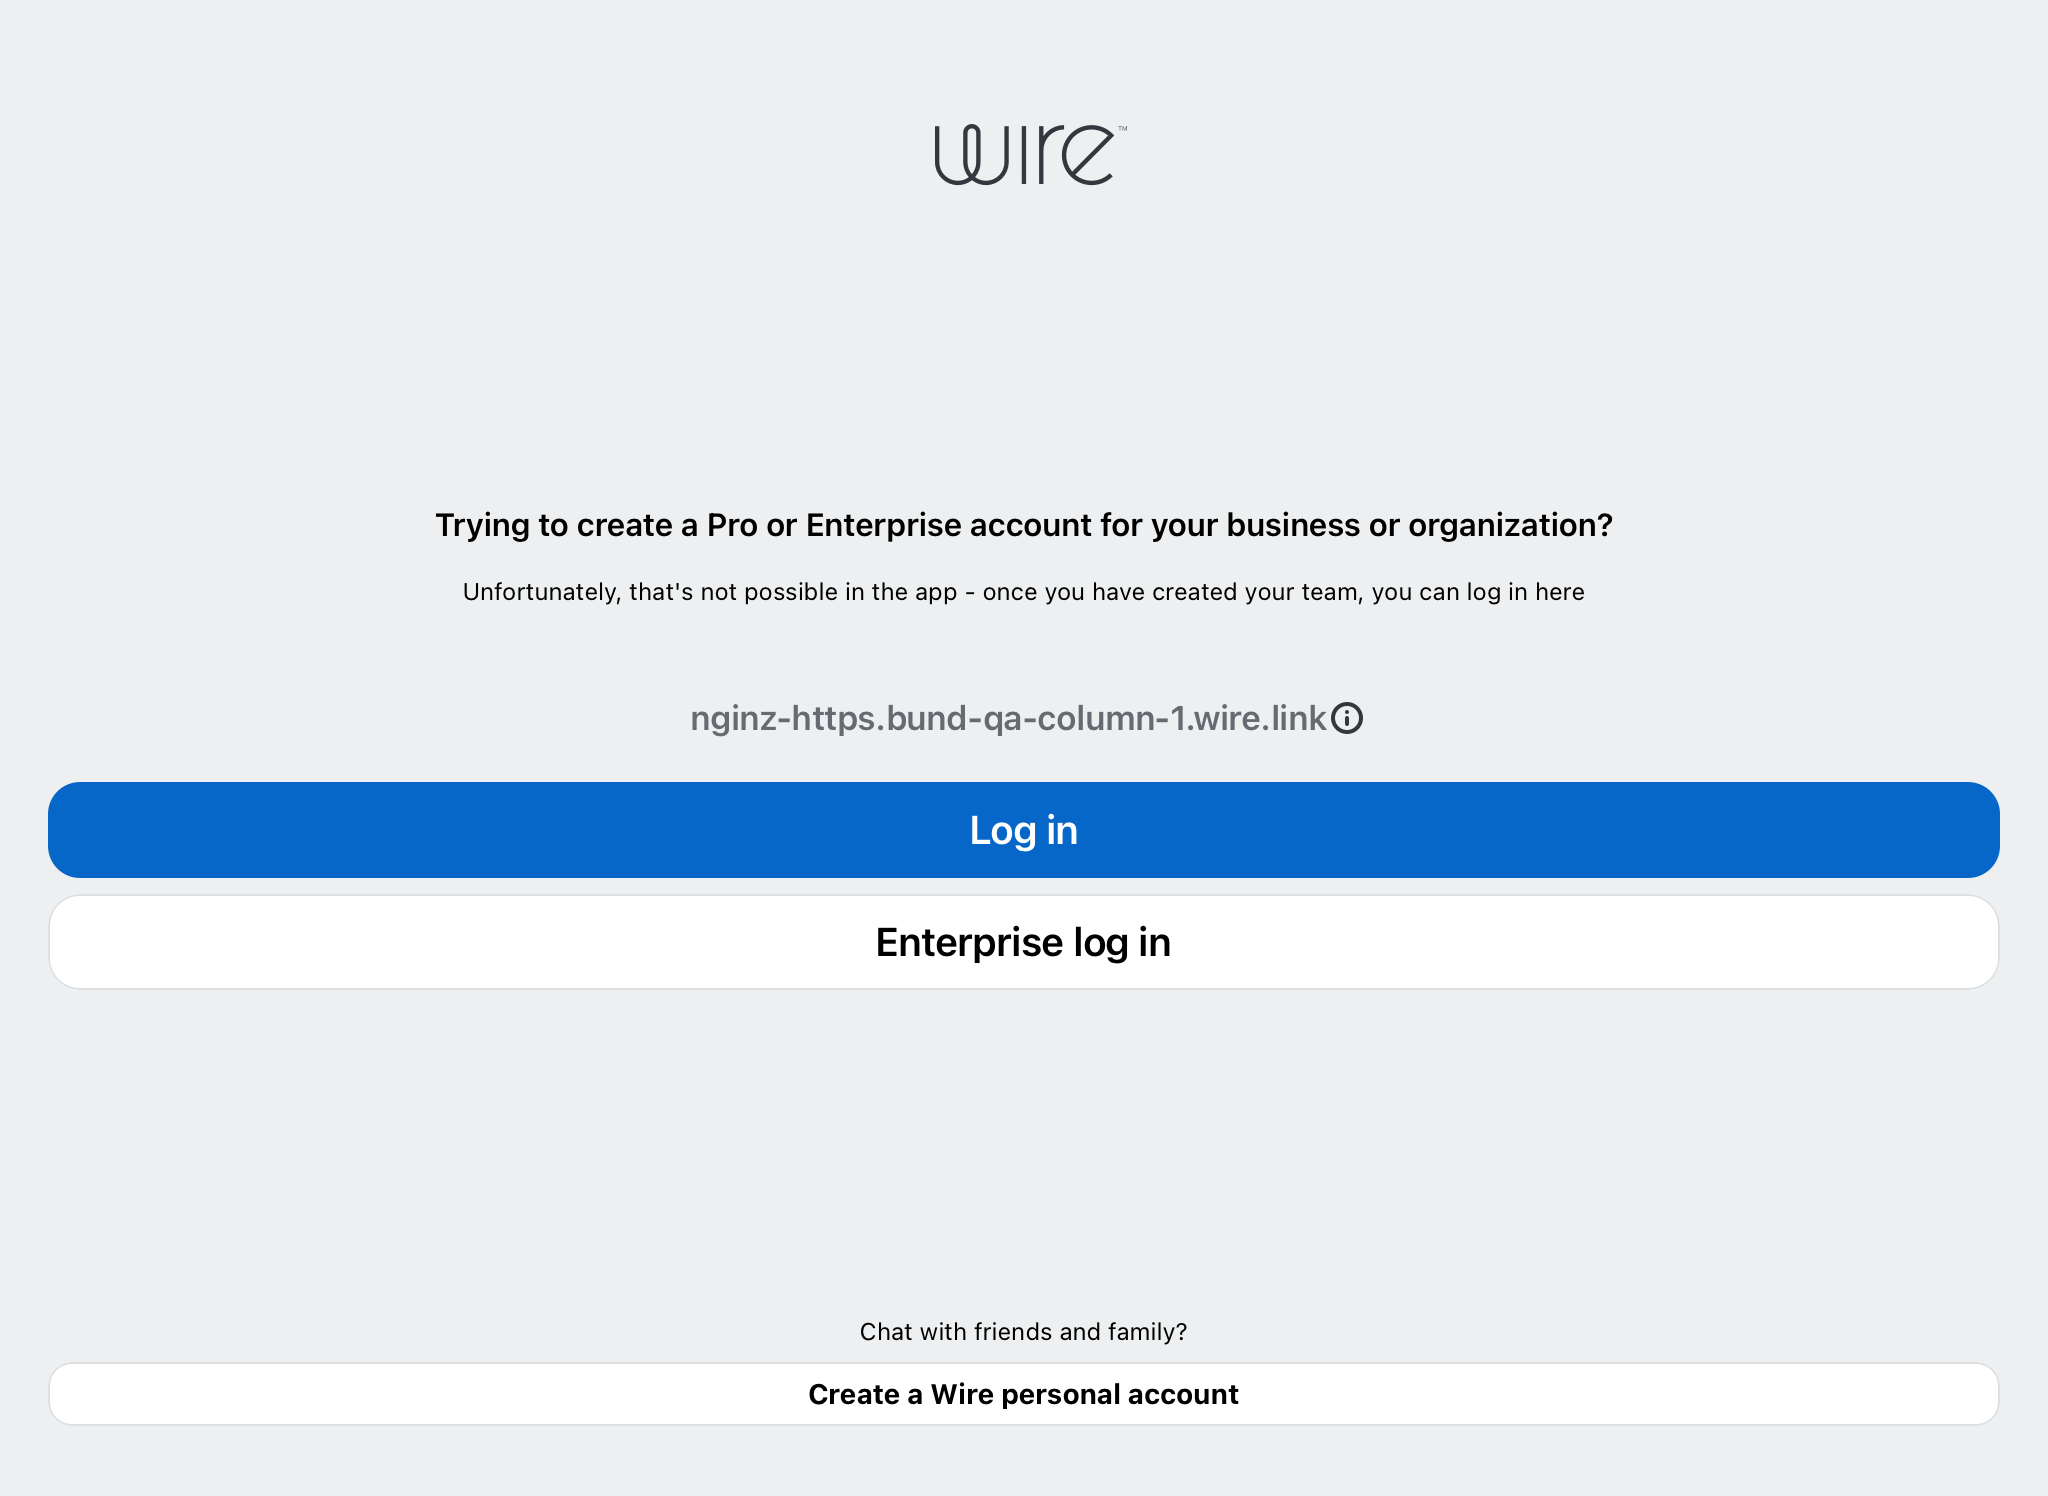 wire™
Trying to create a Pro or Enterprise account for your business or organization?
Unfortunately, that's not possible in the app - once you have created your team, you can log in here
nginz-https.bund-qa-column-1.wire.link
Log in
Enterprise log in
Chat with friends and family?
Create a Wire personal account